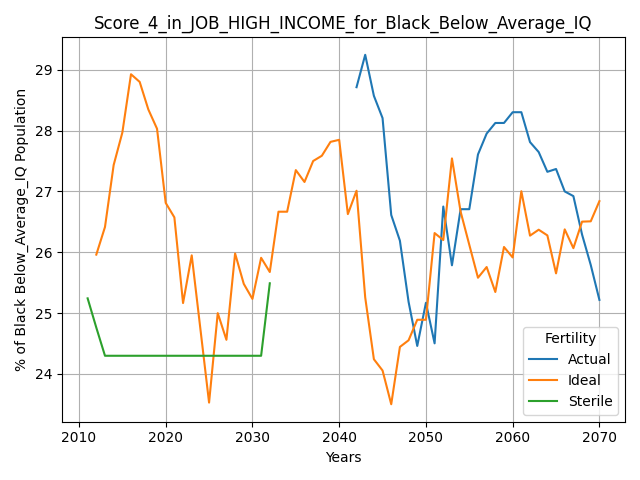 Score_4_in_JOB_HIGH_INCOME_for_Black_Below_Average_IQ
% of Black Below_Average_IQ Population
29
28
27
26
25
24
2010 2020 2030 2040 2050 2060 2070
Years
Fertility
Actual
Ideal
Sterile